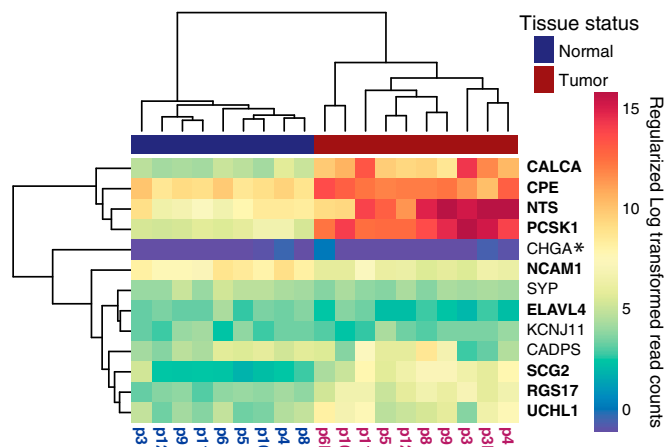 Tissue status
Normal
Tumor
CALCA
CPE
NTS
PCSK1
CHGA*
NCAM1
SYP
ELAVL4
KCNJ11
CADPS
SCG2
RGS17
UCHL1
15
10
5
0
Regularized Log transformed read counts
p3
p9
p6
p5
p4
p8
p5
p8
p9
p3
p4